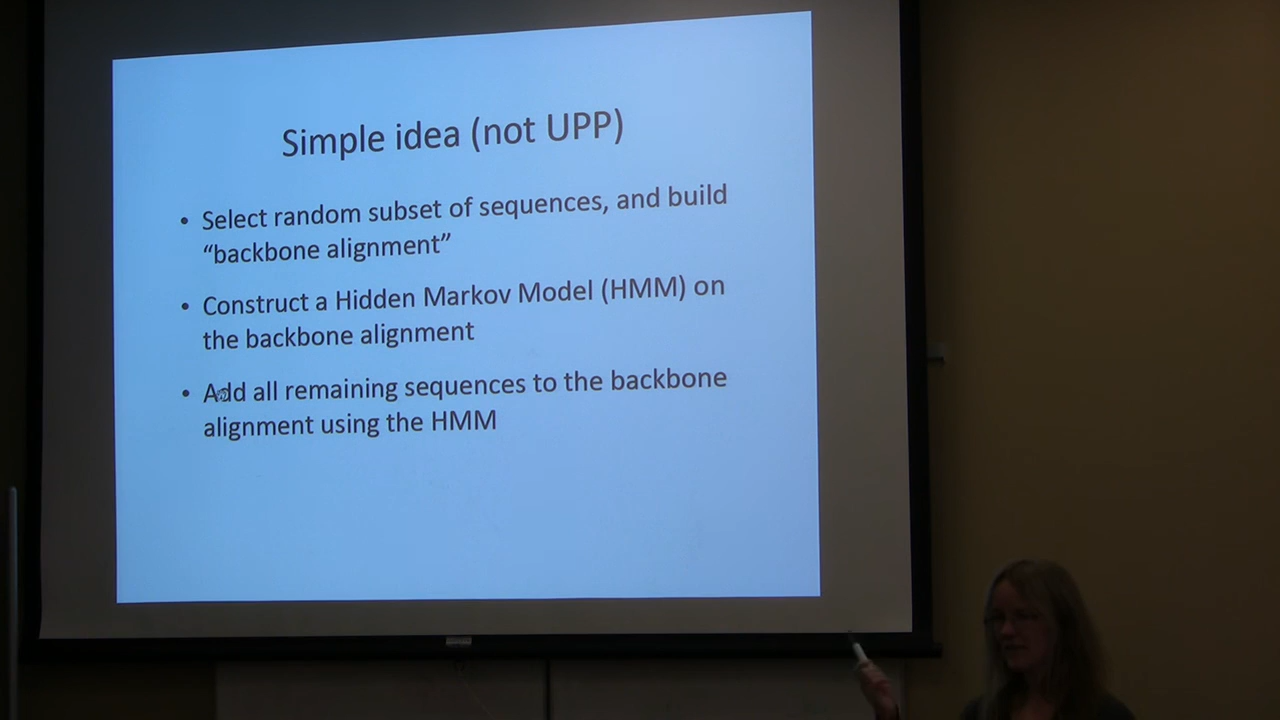 Simple idea (not UPP)
• Select random subset of sequences, and build
“backbone alignment”
• Construct a Hidden Markov Model (HMM) on
the backbone alignment
• Add all remaining sequences to the backbone
alignment using the HMM